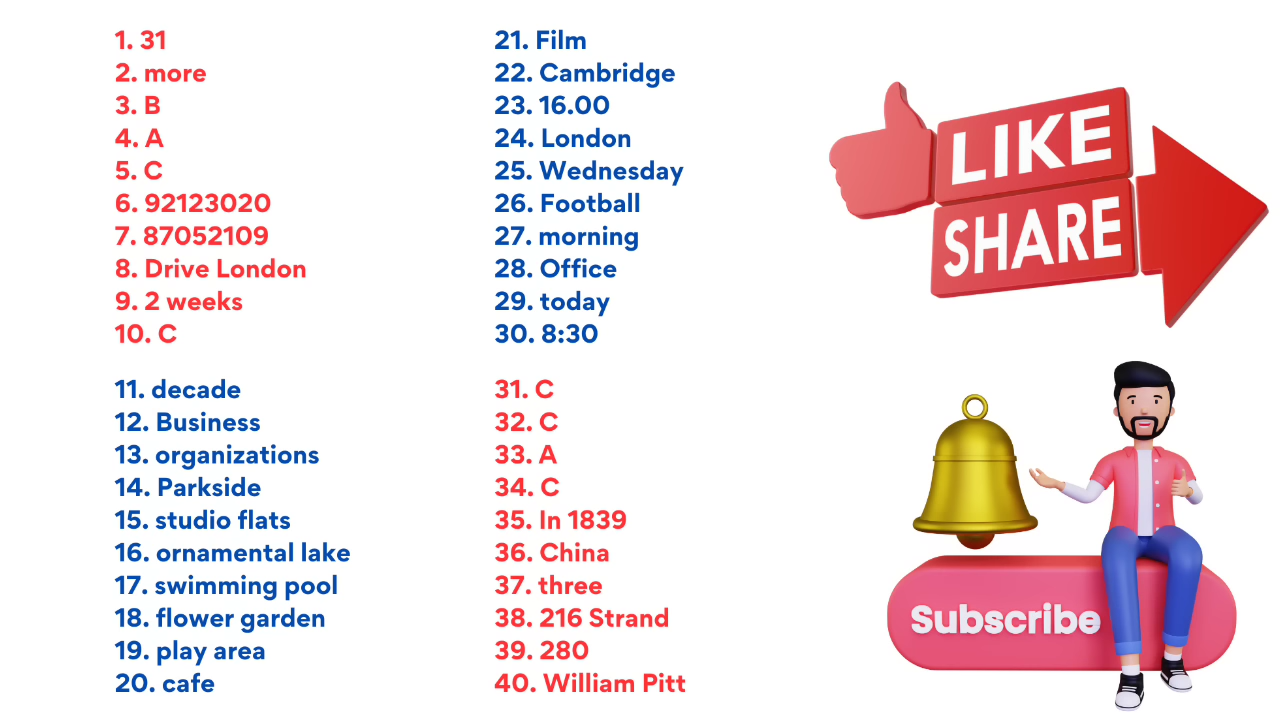 1. 31
2. more
3. B
4. A
5. C
6. 92123020
7. 87052109
8. Drive London
9. 2 weeks
10. C
11. decade
12. Business
13. organizations
14. Parkside
15. studio flats
16. ornamental lake
17. swimming pool
18. flower garden
19. play area
20. cafe
21. Film
22. Cambridge
23. 16.00
24. London
25. Wednesday
26. Football
27. morning
28. Office
29. today
30. 8:30
31. C
32. C
33. A
34. C
35. In 1839
36. China
37. three
38. 216 Strand
39. 280
40. William Pitt
LIKE
SHARE
Subscribe